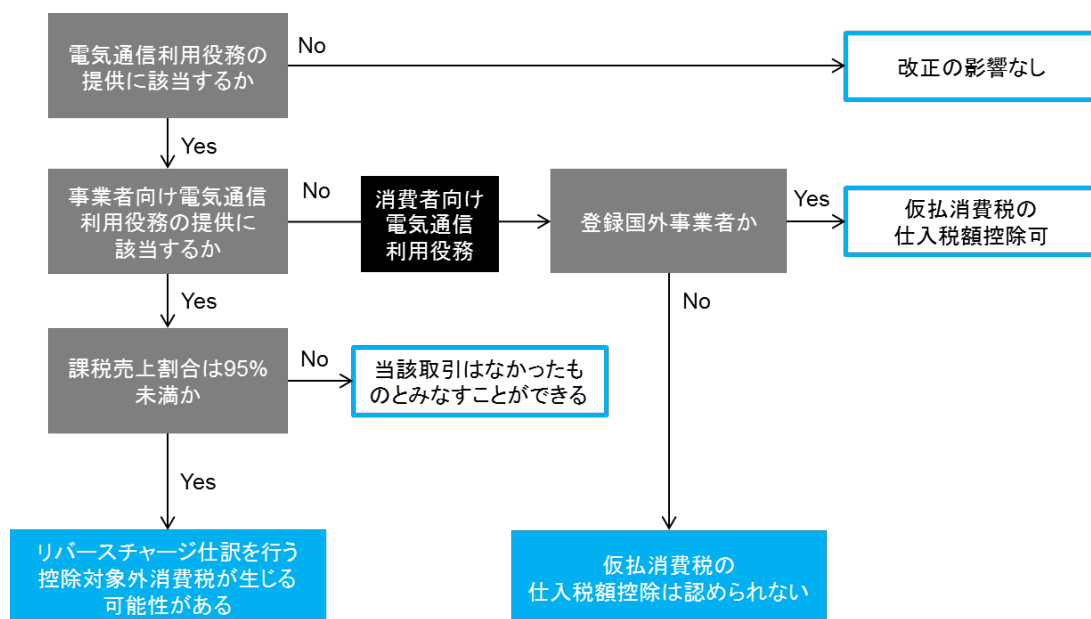 電気通信利用役務の
提供に該当するか
No
改正の影響なし
Yes
事業者向け電気通信
利用役務の提供に
該当するか
No
消費者向け
電気通信
利用役務
登録国外事業者か
Yes
仮払消費税の
仕入税額控除可
Yes
No
課税売上割合は95%
未満か
No
当該取引はなかったも
のとみなすことができる
Yes
リバースチャージ仕訳を行う
控除対象外消費税が生じる
可能性がある
仮払消費税の
仕入税額控除は認められない